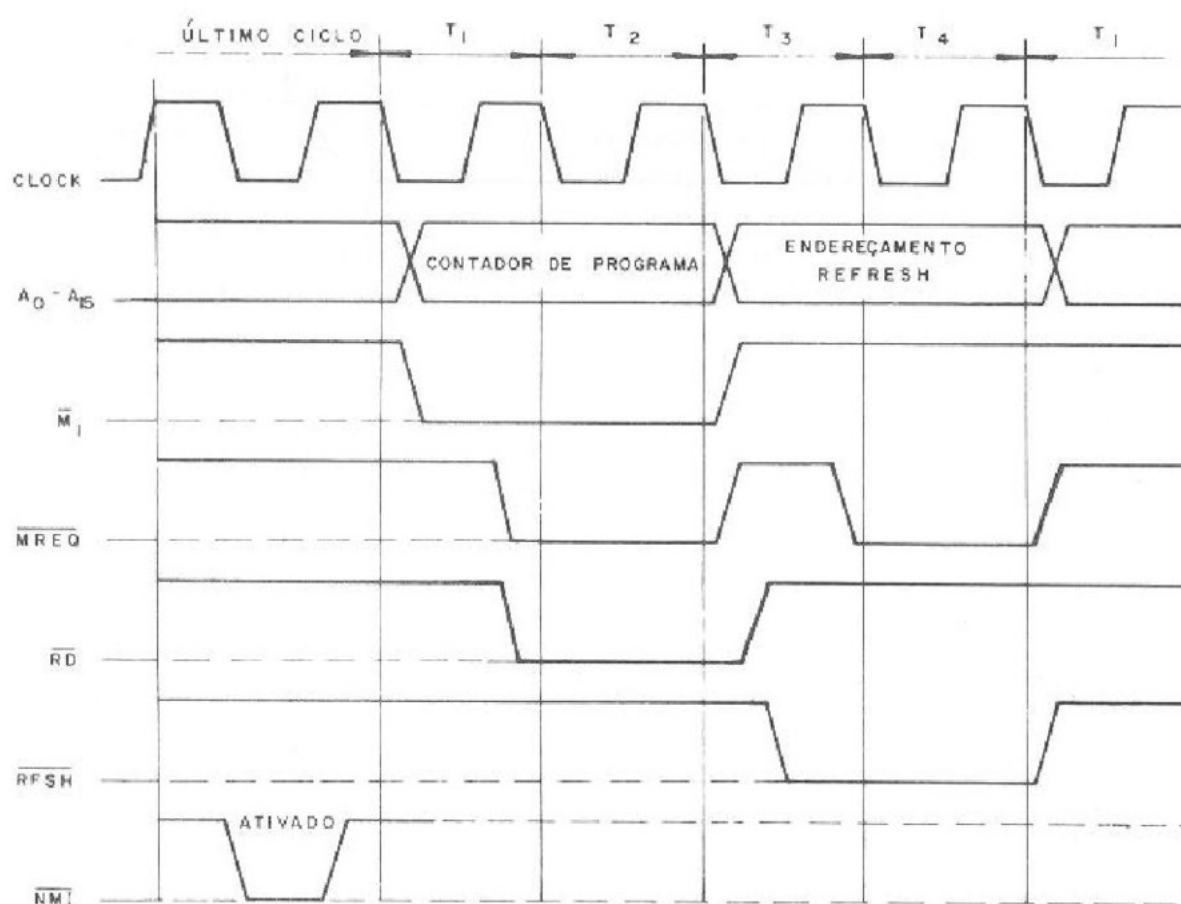 ÚLTIMO CICLO T1 T2 T3 T4 T1
CLOCK
A0 - A15
CONTADOR DE PROGRAMA
ENDEREÇAMENTO
REFRESH
M1
MREQ
RD
RFSH
ATIVADO
NMI